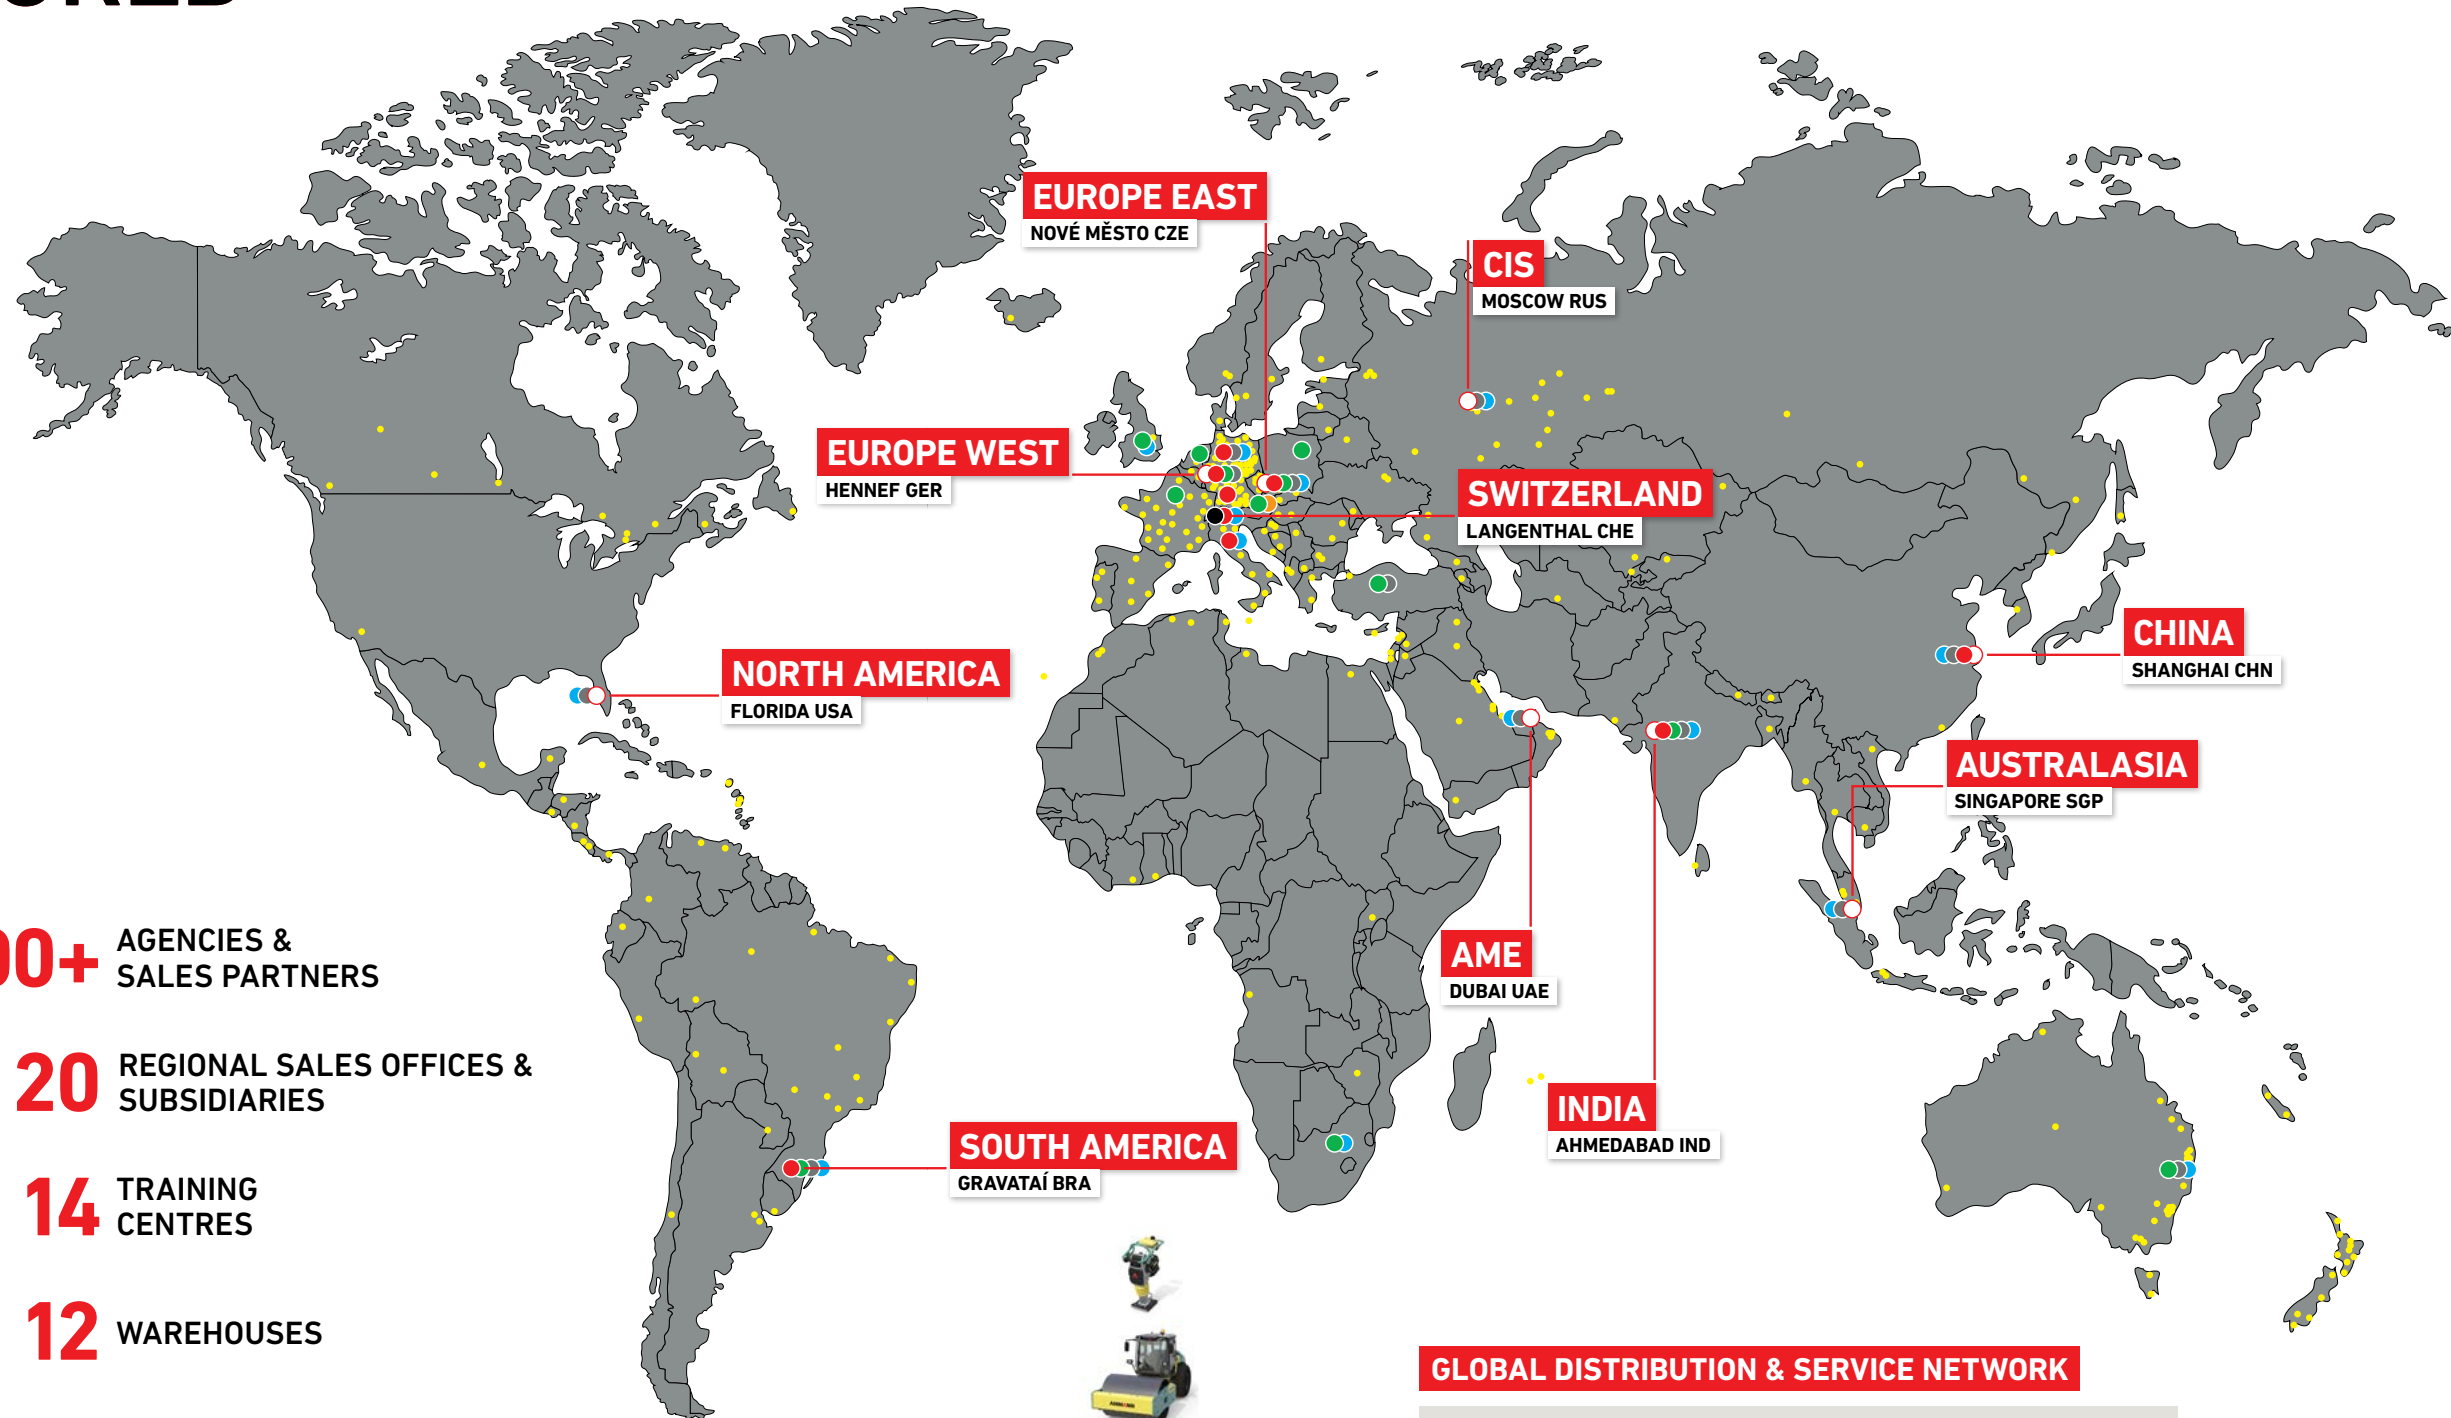 EUROPE EAST
NOVÉ MĚSTO CZE
CIS
MOSCOW RUS
EUROPE WEST
HENNEF GER
SWITZERLAND
LANGENTHAL CHE
CHINA
SHANGHAI CHN
NORTH AMERICA
FLORIDA USA
AUSTRALASIA
SINGAPORE SGP
00+ AGENCIES &
SALES PARTNERS
AME
DUBAI UAE
20 REGIONAL SALES OFFICES &
SUBSIDIARIES
INDIA
AHMEDABAD IND
SOUTH AMERICA
GRAVATAÍ BRA
14 TRAINING
CENTRES
12 WAREHOUSES
GLOBAL DISTRIBUTION & SERVICE NETWORK